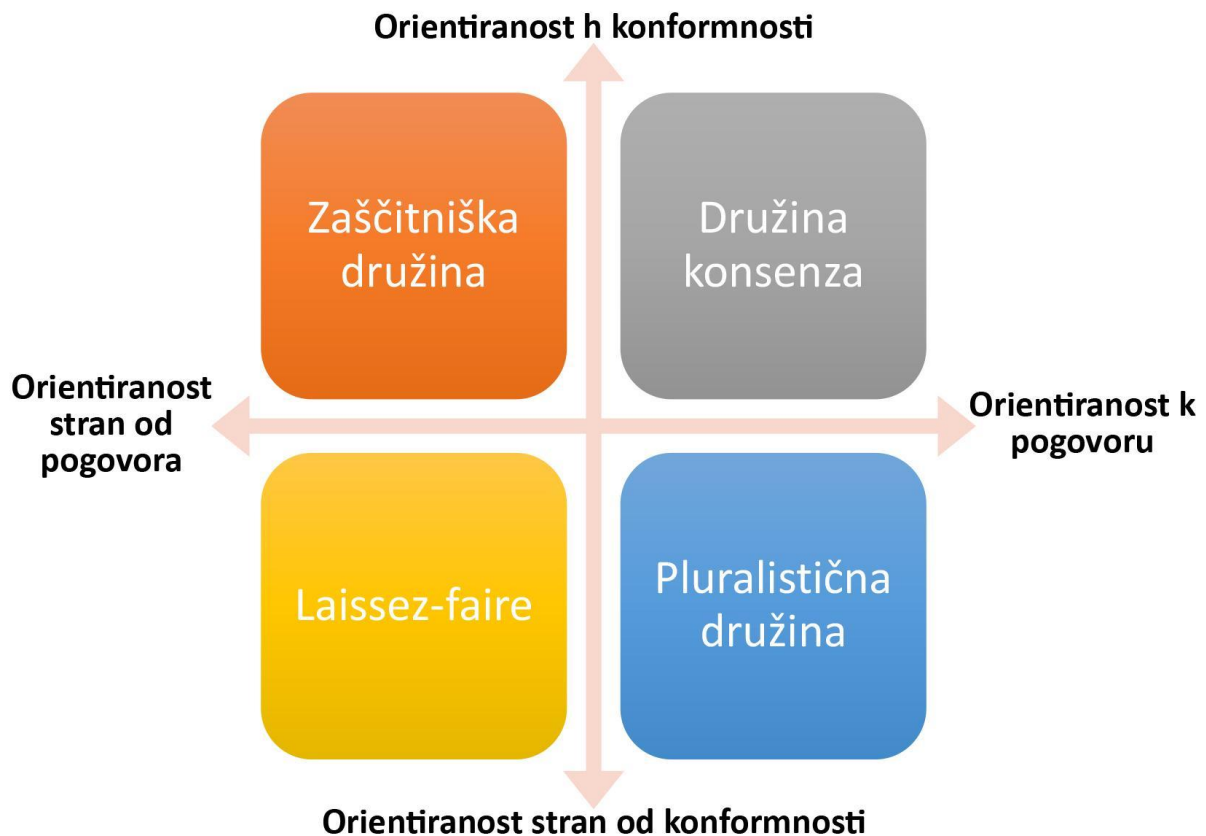 Orientiranost h konformnosti
Zaščitniška
družina
Družina
konsenza
Orientiranost
stran od
pogovora
Orientiranost k
pogovoru
Laissez-faire
Pluralistična
družina
Orientiranost stran od konformnosti